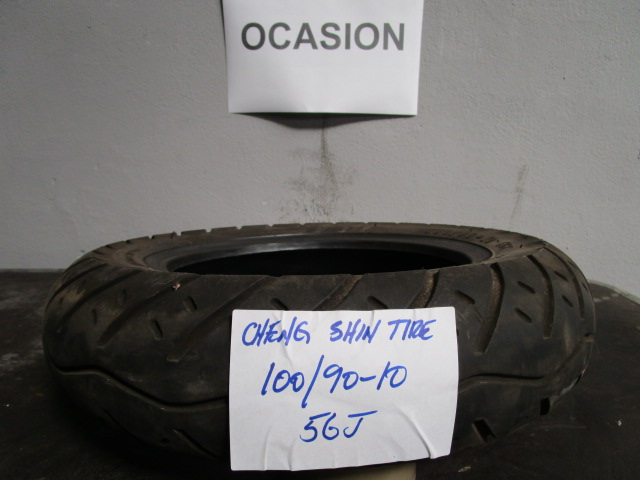 OCASION
CHENG SHIN TIRE
100/90-10
56J